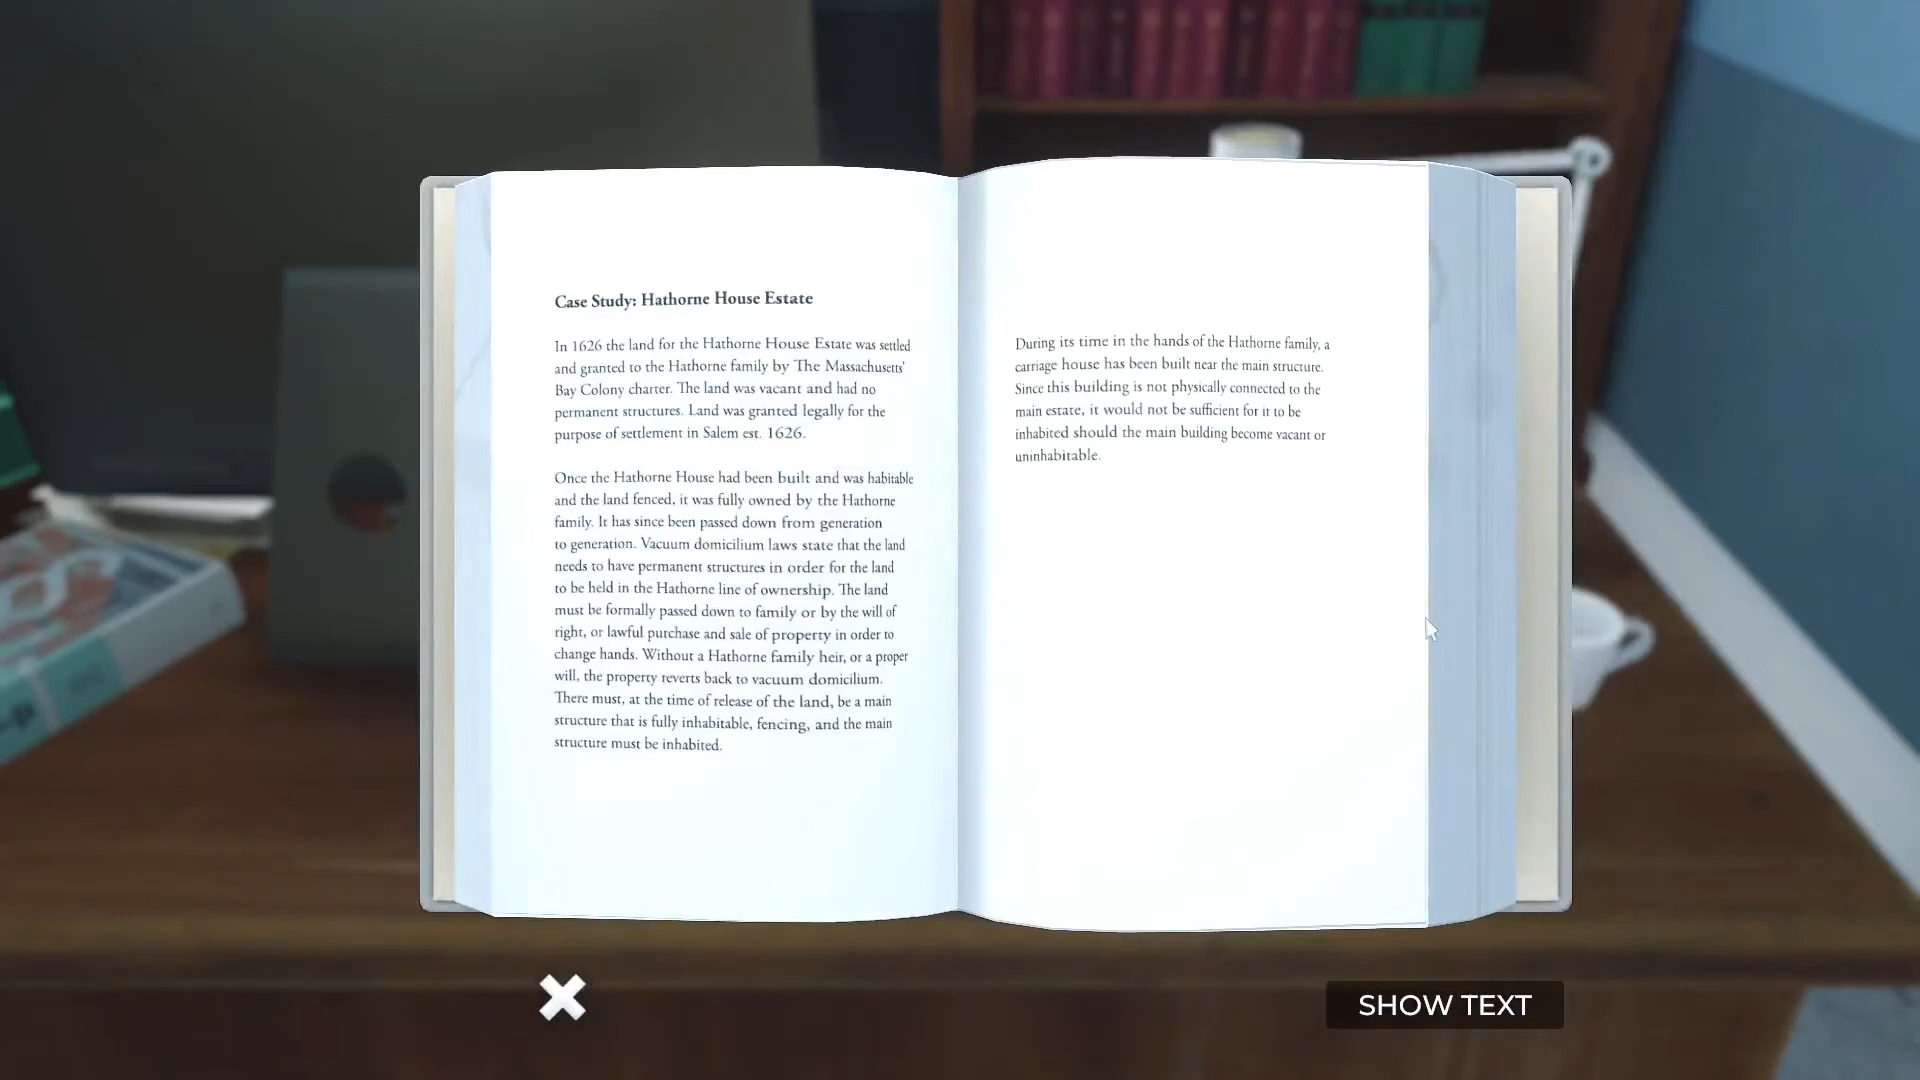 Case Study: Hathorne House Estate
In 1626 the land for the Hathorne House Estate was settled
and granted to the Hathorne family by The Massachusetts'
Bay Colony charter. The land was vacant and had no
permanent structures. Land was granted legally for the
purpose of settlement in Salem est. 1626.
Once the Hathorne House had been built and was habitable
and the land fenced, it was fully owned by the Hathorne
family. It has since been passed down from generation
to generation. Vacuum domicilium laws state that the land
needs to have permanent structures in order for the land
to be held in the Hathorne line of ownership. The land
must be formally passed down to family or by the will of
right, or lawful purchase and sale of property in order to
change hands. Without a Hathorne family heir, or a proper
will, the property reverts back to vacuum domicilium.
There must, at the time of release of the land, be a main
structure that is fully inhabitable, fencing, and the main
structure must be inhabited.
During its time in the hands of the Hathorne family, a
carriage house has been built near the main structure.
Since this building is not physically connected to the
main estate, it would not be sufficient for it to be
inhabited should the main building become vacant or
uninhabitable.
SHOW TEXT